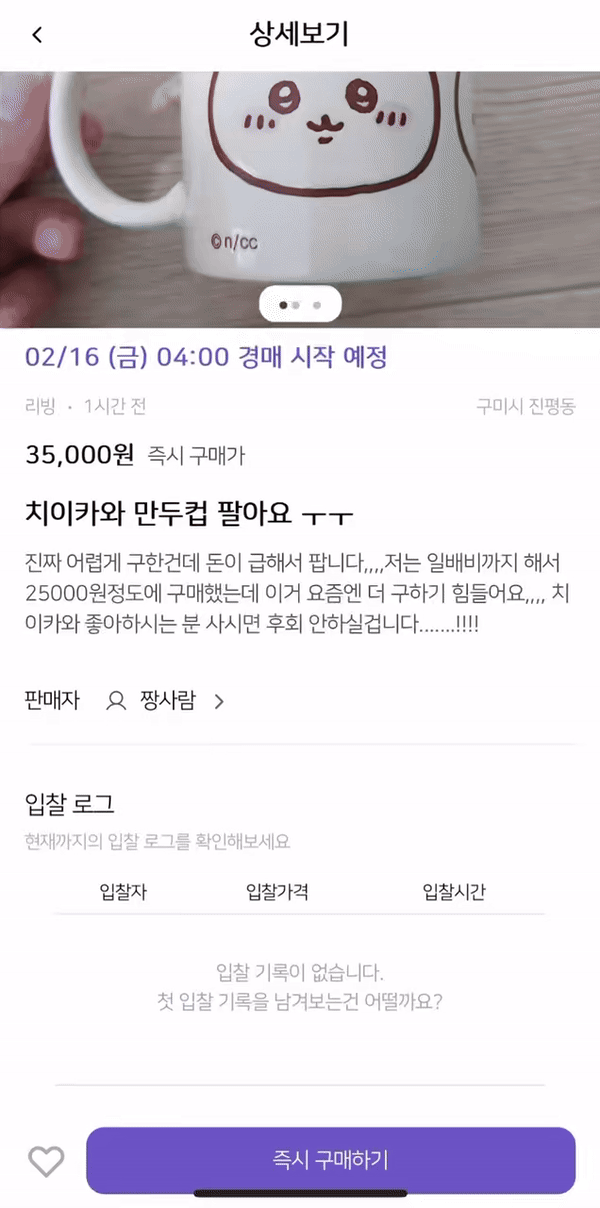 상세보기
©n/cc
02/16 (금) 04:00 경매 시작 예정
리빙 · 1시간 전
구미시 진평동
35,000원 즉시 구매가
치이카와 만두컵 팔아요 ㅜㅜ
진짜 어렵게 구한건데 돈이 급해서 팝니다,,,,저는 일배비까지 해서
25000원정도에 구매했는데 이거 요즘엔 더 구하기 힘들어요,,,, 치
이카와 좋아하시는 분 사시면 후회 안하실겁니다.......!!!!
판매자 짱사람
입찰 로그
현재까지의 입찰 로그를 확인해보세요
입찰자 입찰가격 입찰시간
입찰 기록이 없습니다.
첫 입찰 기록을 남겨보는건 어떨까요?
즉시 구매하기